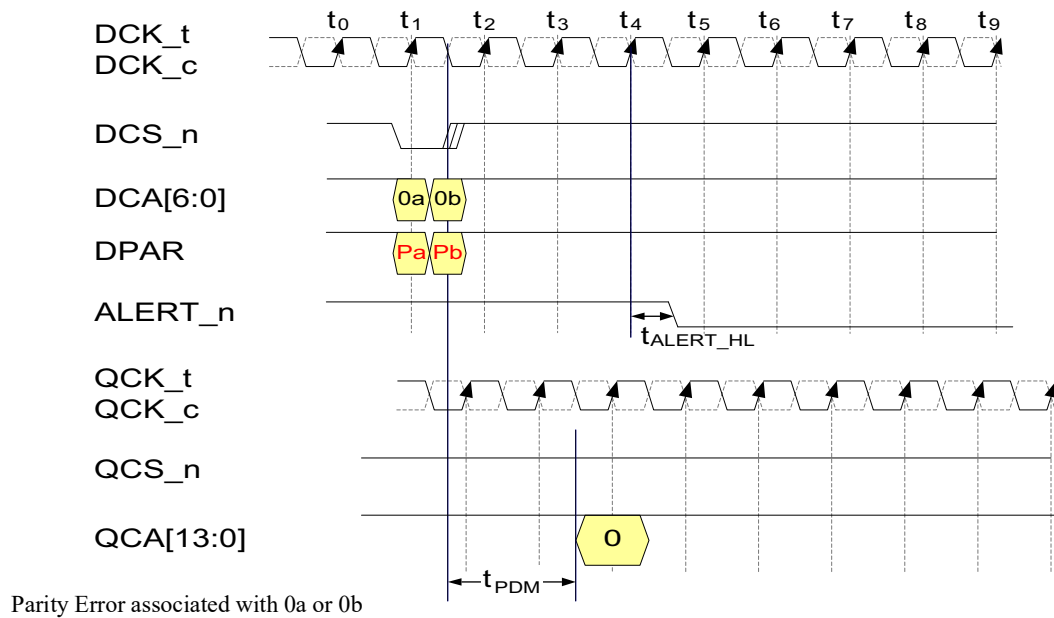 t0 t1 t2 t3 t4 t5 t6 t7 t8 t9
DCK_t
DCK_c
DCS_n
DCA[6:0] 0a 0b
DPAR Pa Pb
ALERT_n
tALERT_HL
QCK_t
QCK_c
QCS_n
QCA[13:0] 0
tPDM
Parity Error associated with 0a or 0b